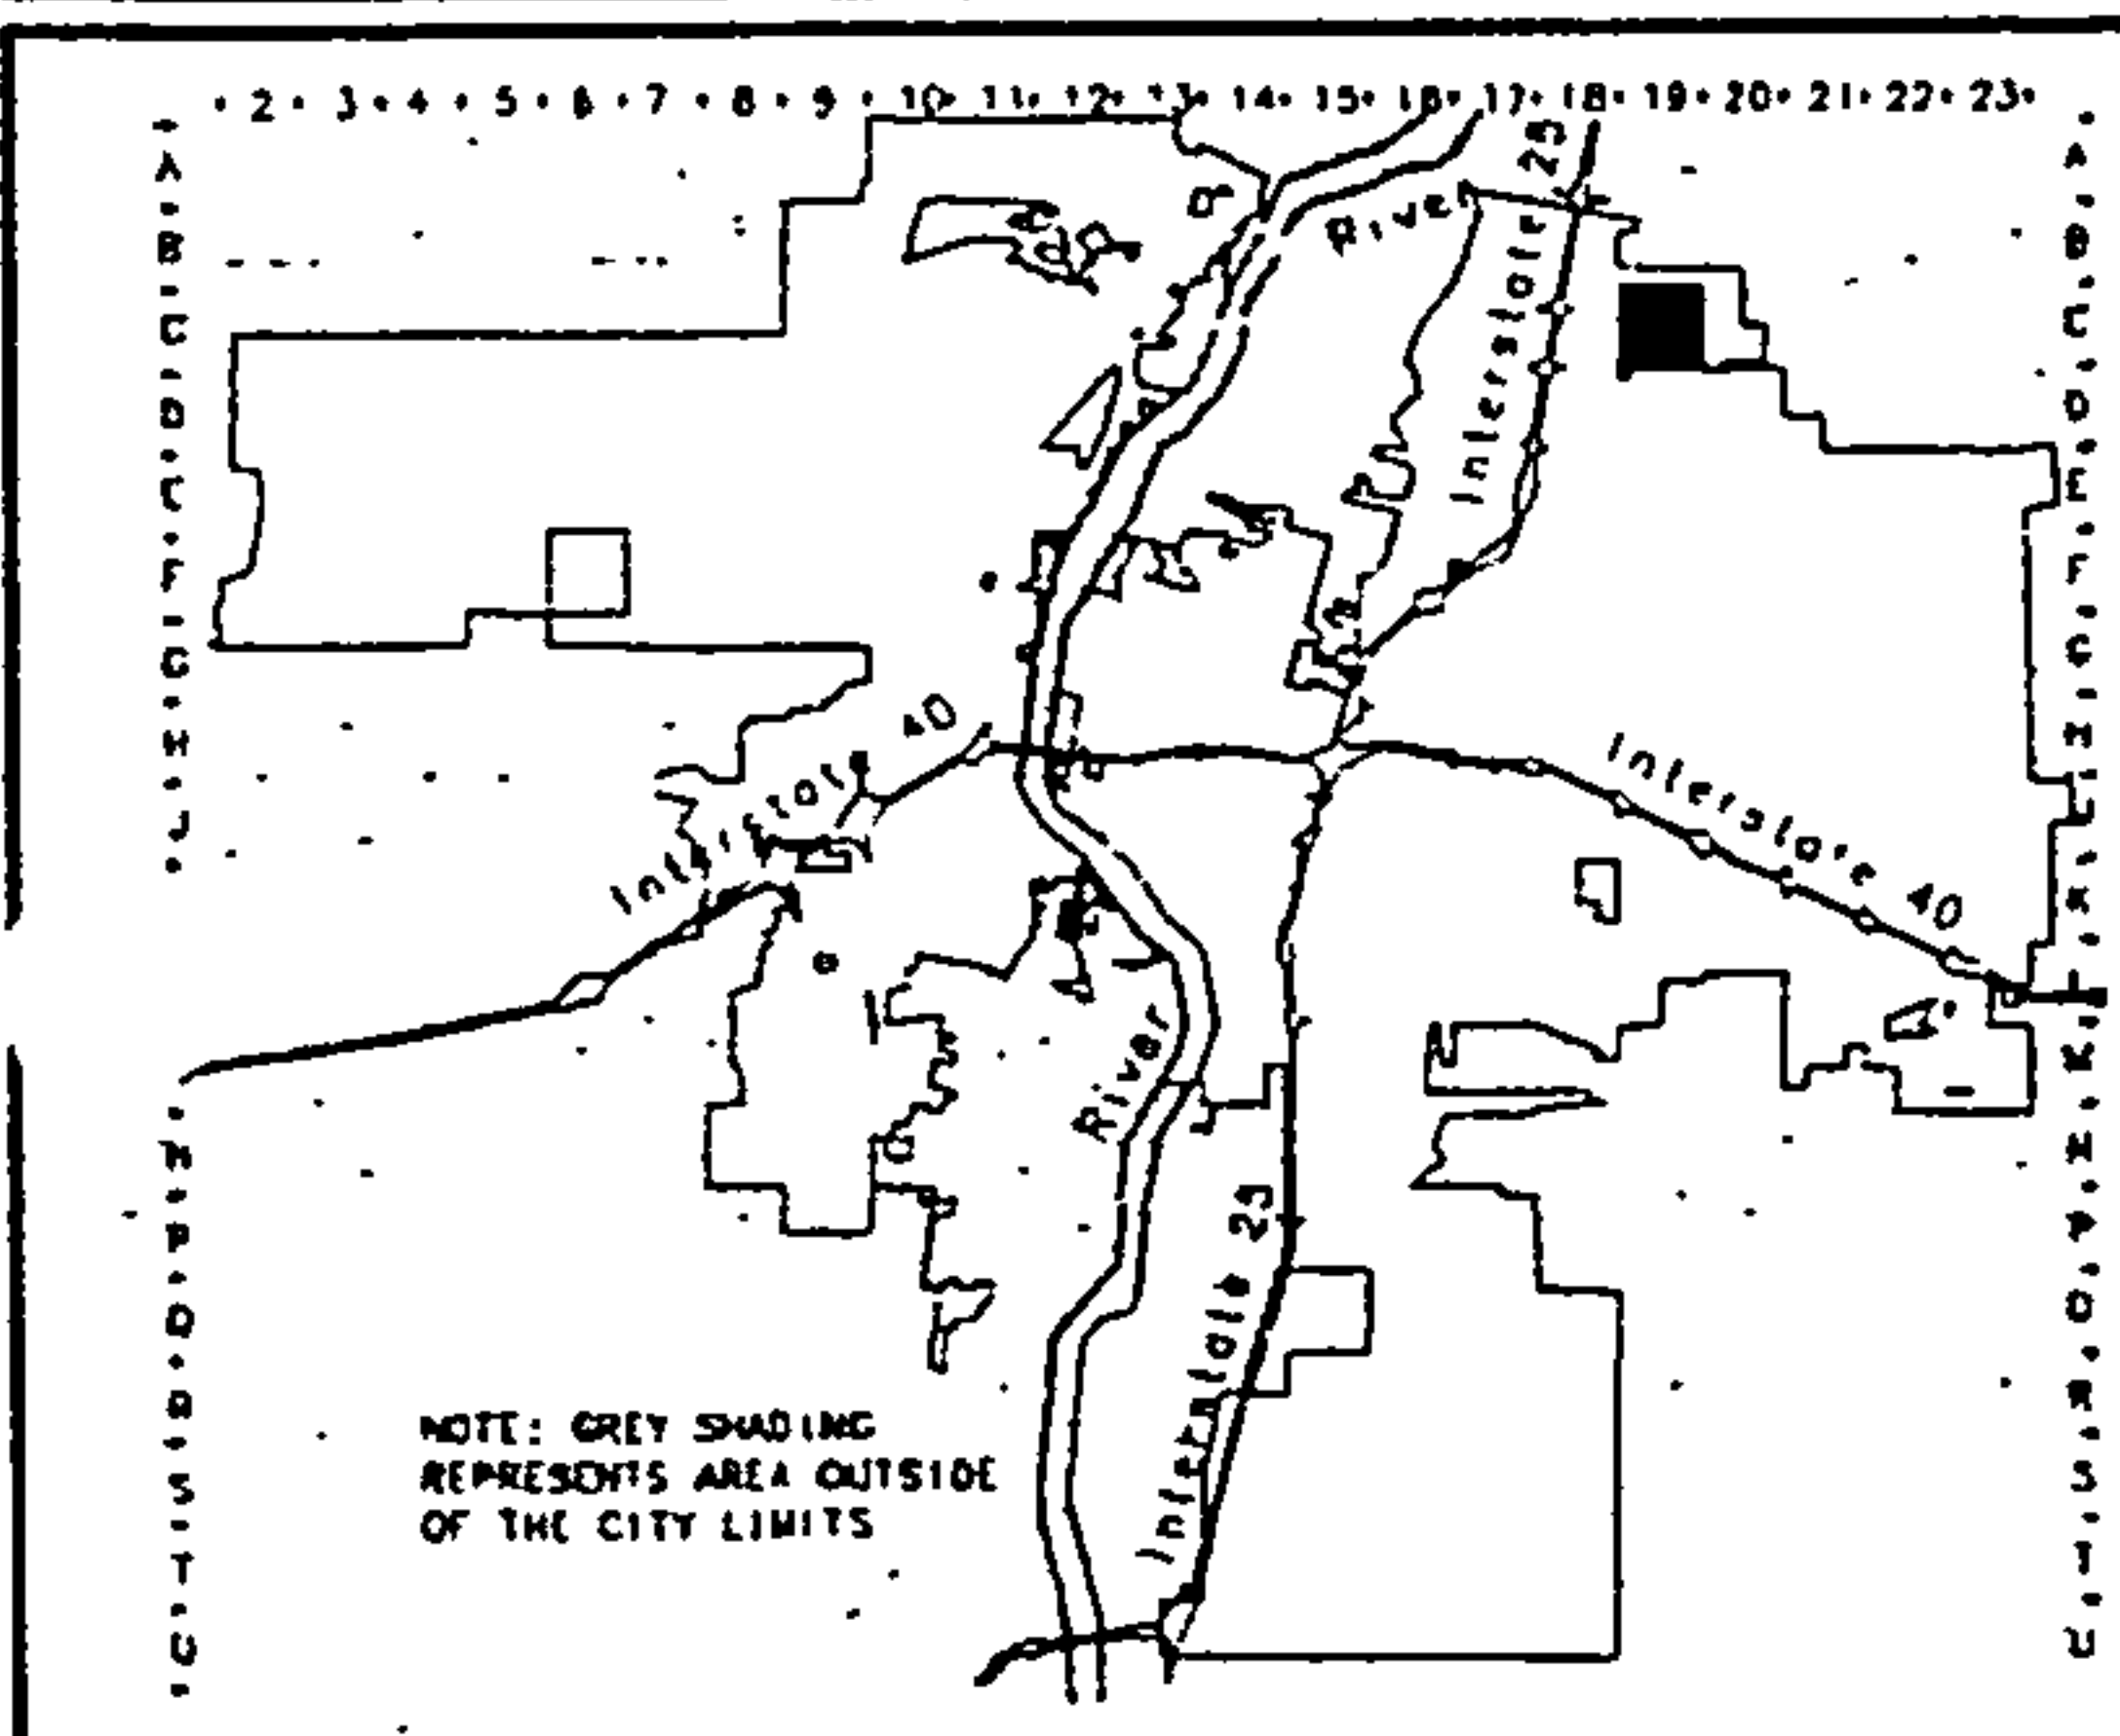 2 3 4 5 6 7 8 9 10 11 12 13 14 15 16 17 18 19 20 21 22 23
A A
B B
C C
D D
E
F F
G
H
J
K
N N
P P
Q
R R
S S
T T
U U
River
Interstate 25
Interstate 40
Interstate 40
River
Interstate 25
NOTE: GREY SHADING
REPRESENTS AREA OUTSIDE
OF THE CITY LIMITS